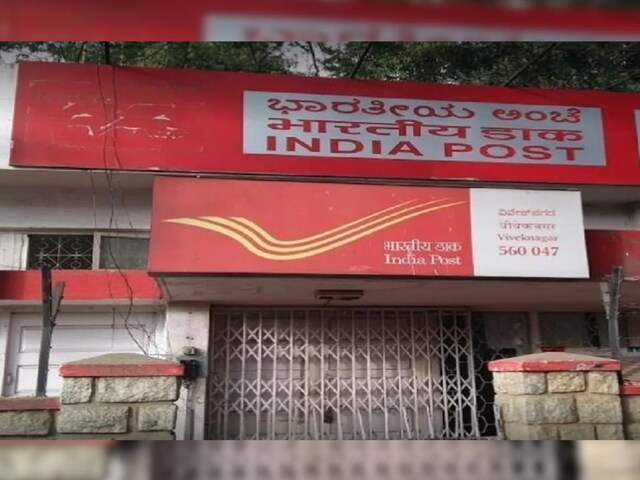 ಭಾರತೀಯ ಅಂಚೆ
भारतीय डाक
INDIA POST
भारतीय डाक
India Post
ವಿವೇಕನಗರ
विवेकनगर
Viveknagar
560 047